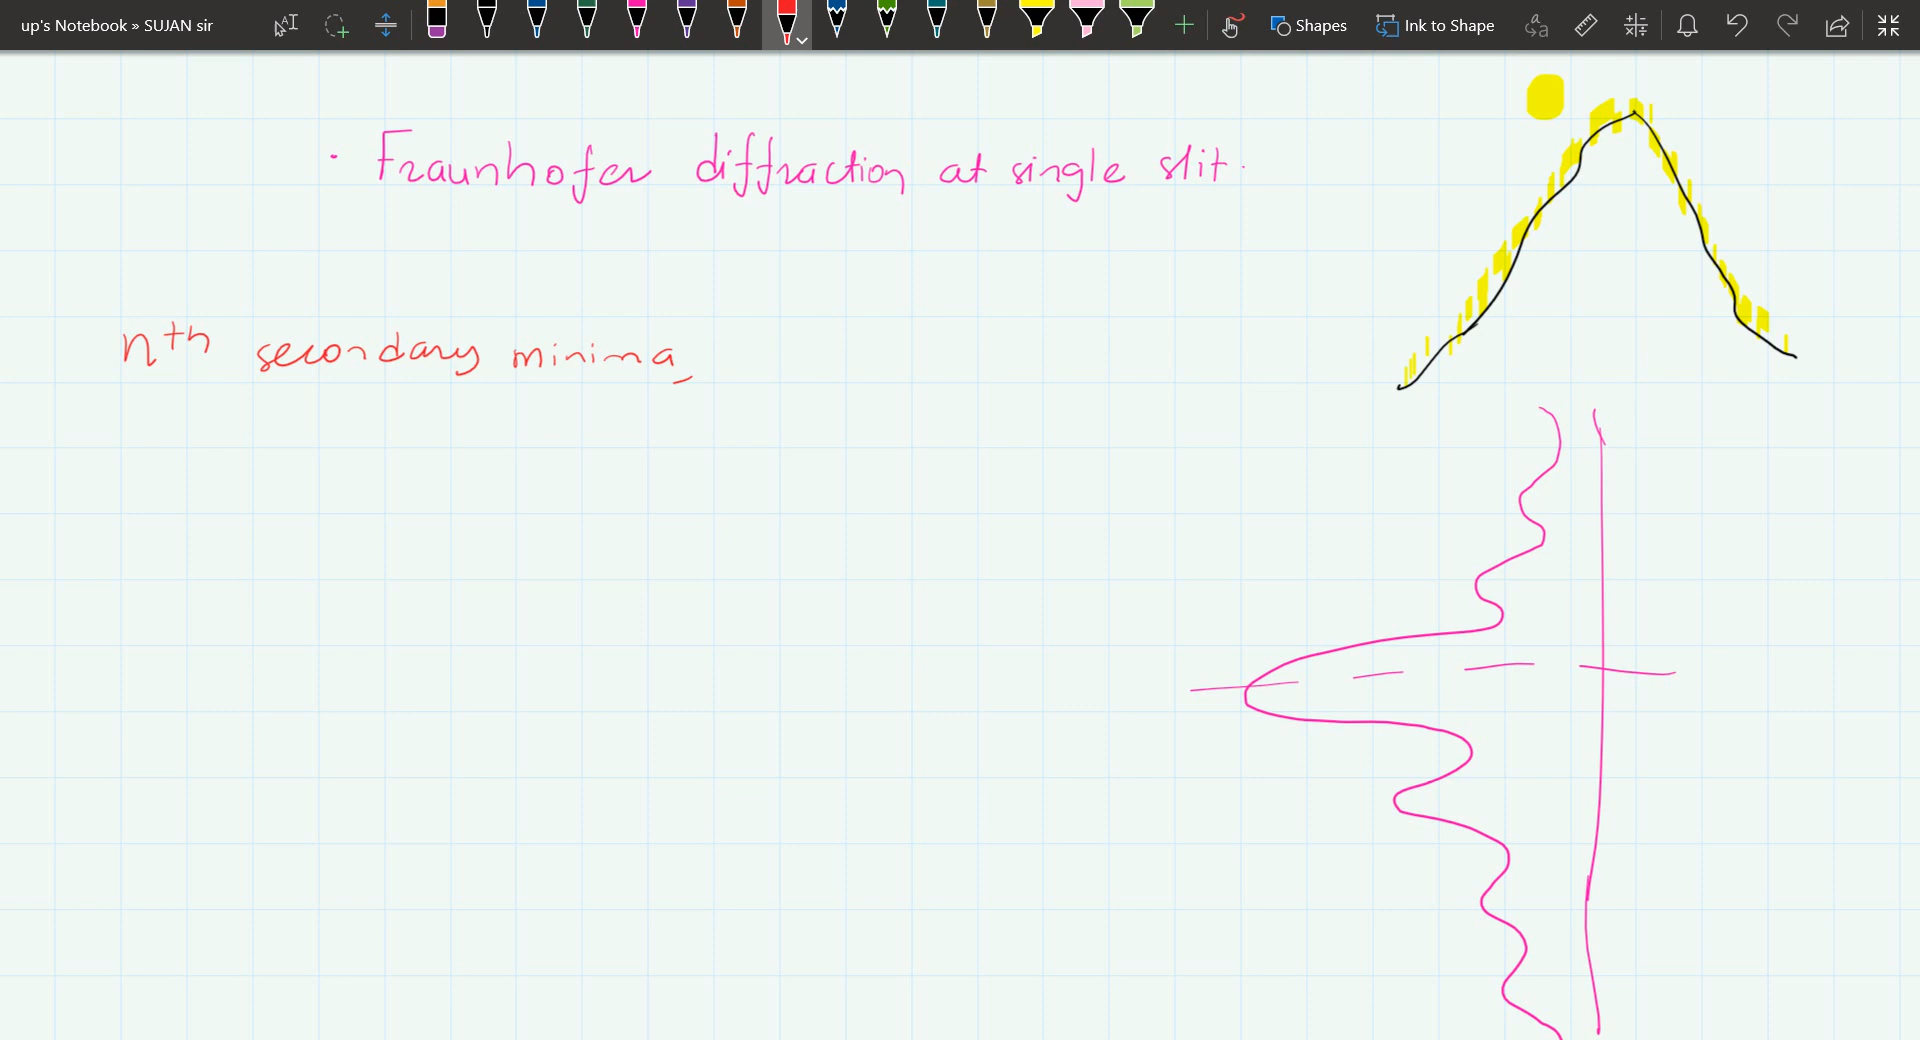 up's Notebook » SUJAN sir
Shapes
Ink to Shape
· Fraunhofer diffraction at single slit.
nth secondary minima,